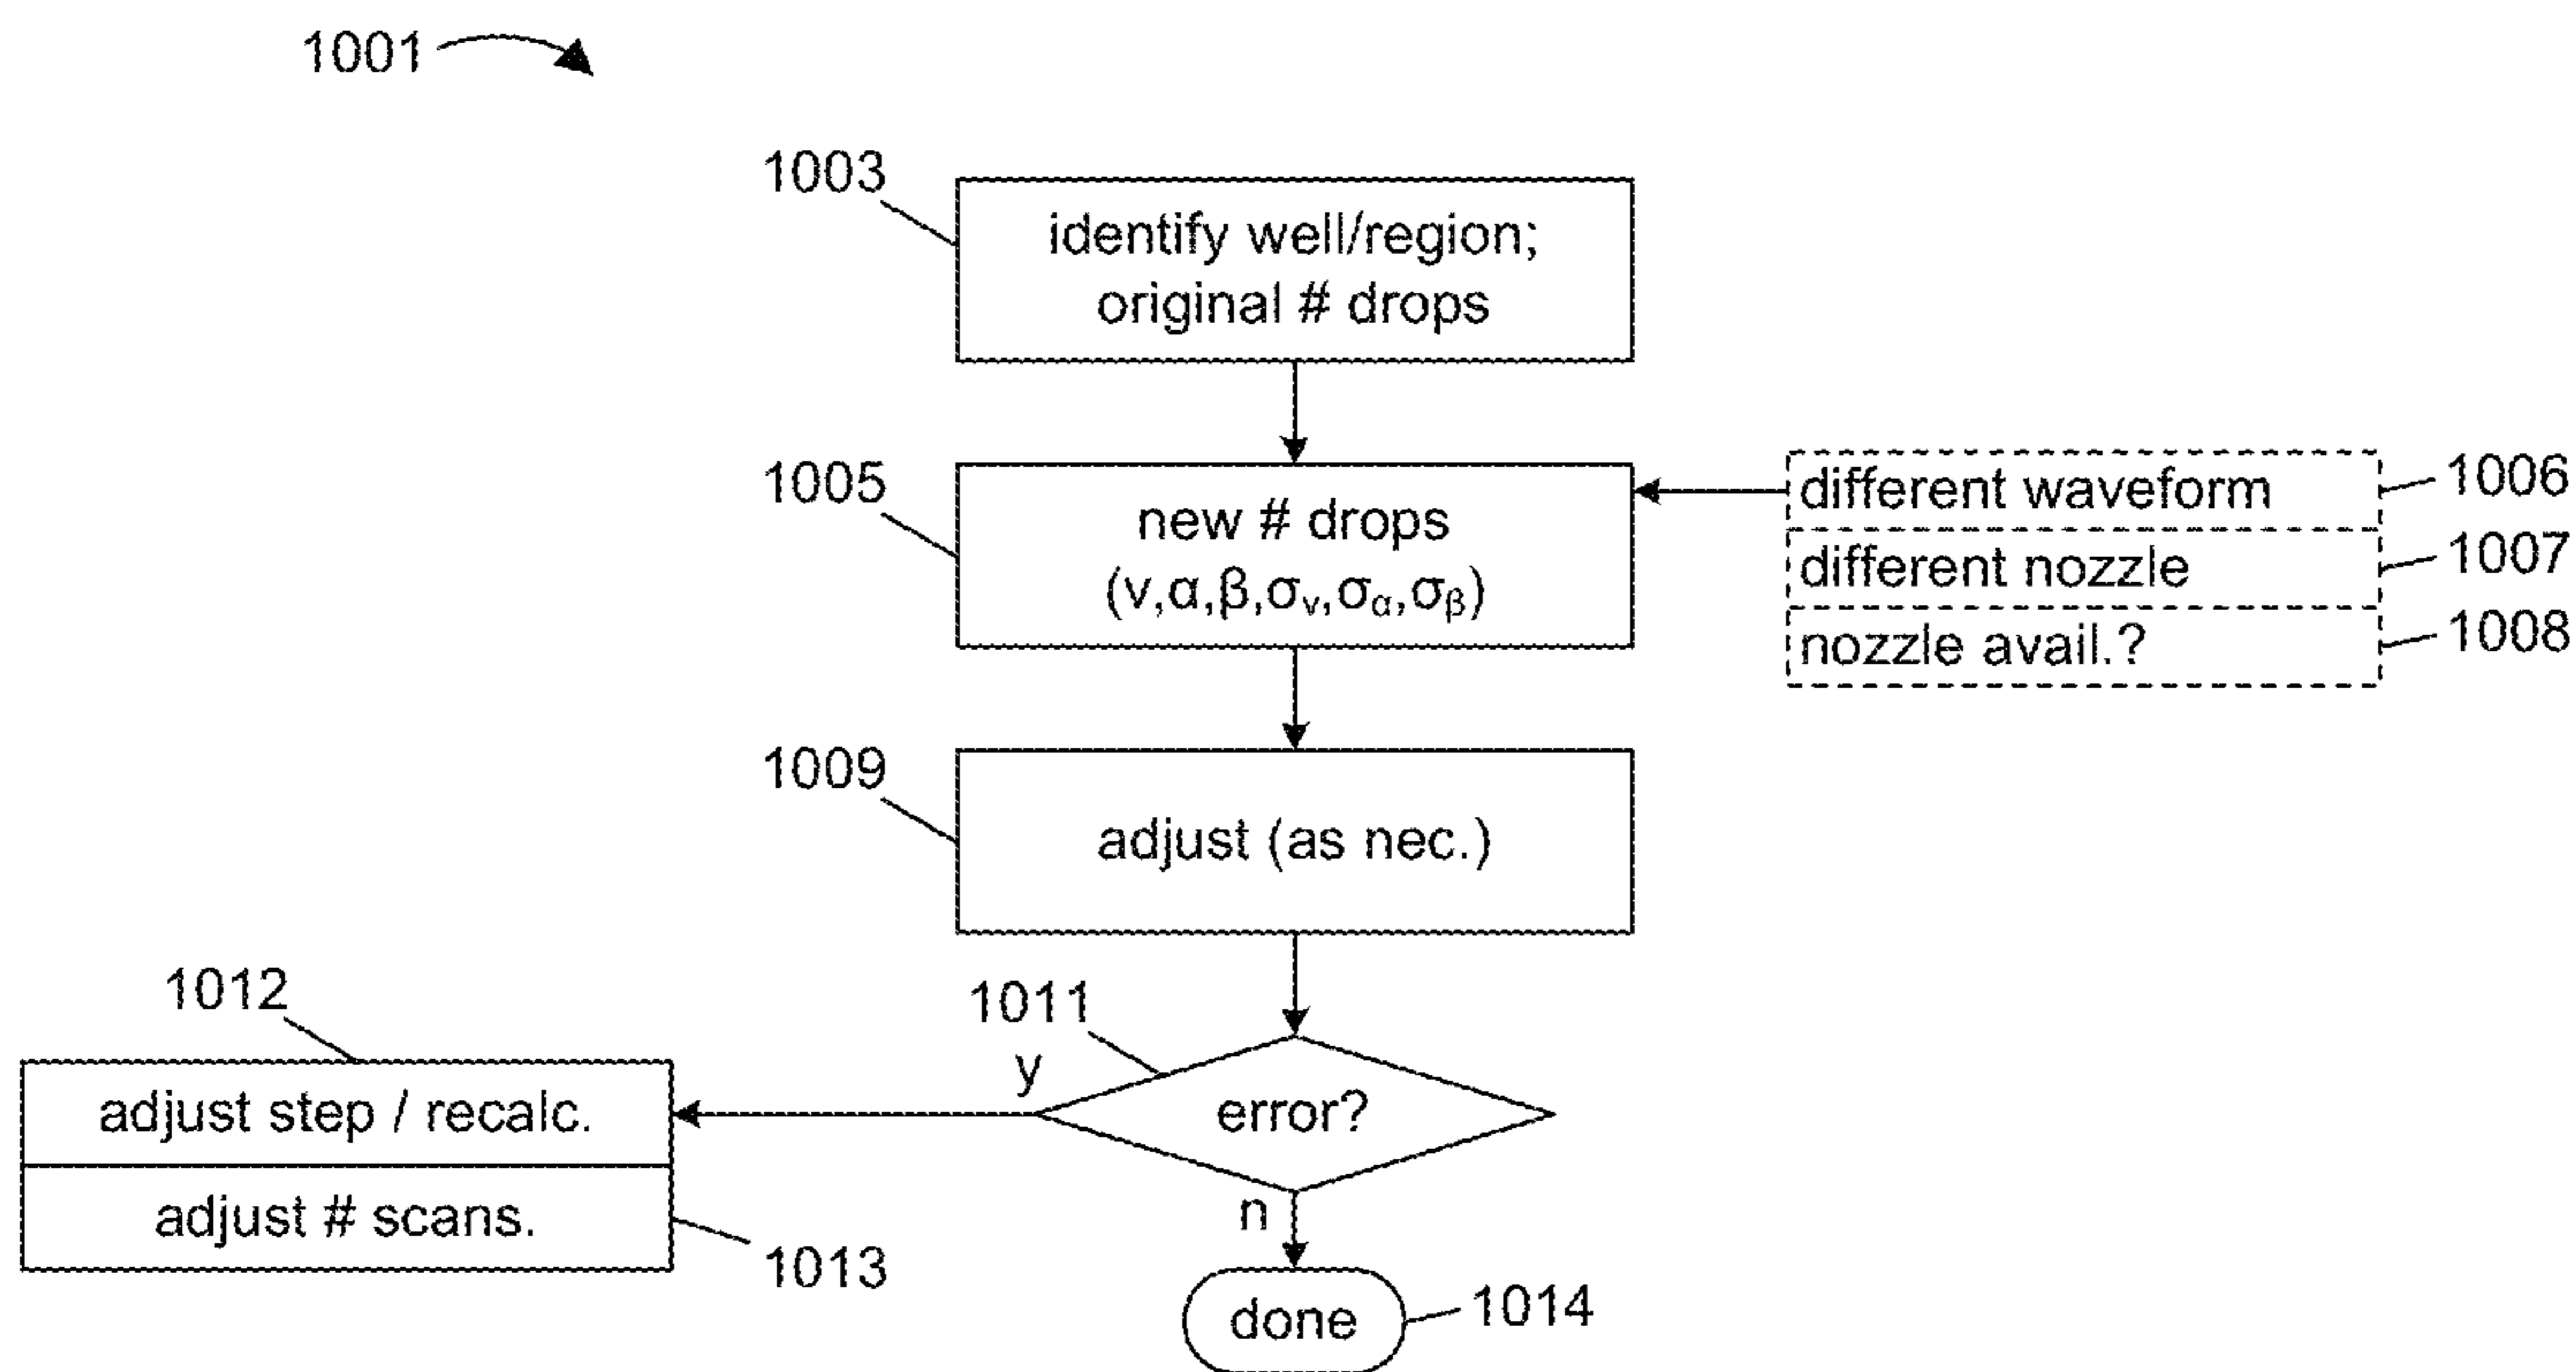 1001
1003
identify well/region;
original # drops
1005
new # drops
(v,α,β,σᵥ,σα,σᵦ)
different waveform
1006
different nozzle
1007
nozzle avail.?
1008
1009
adjust (as nec.)
1012
1011
y
adjust step / recalc.
error?
adjust # scans.
1013
n
done
1014